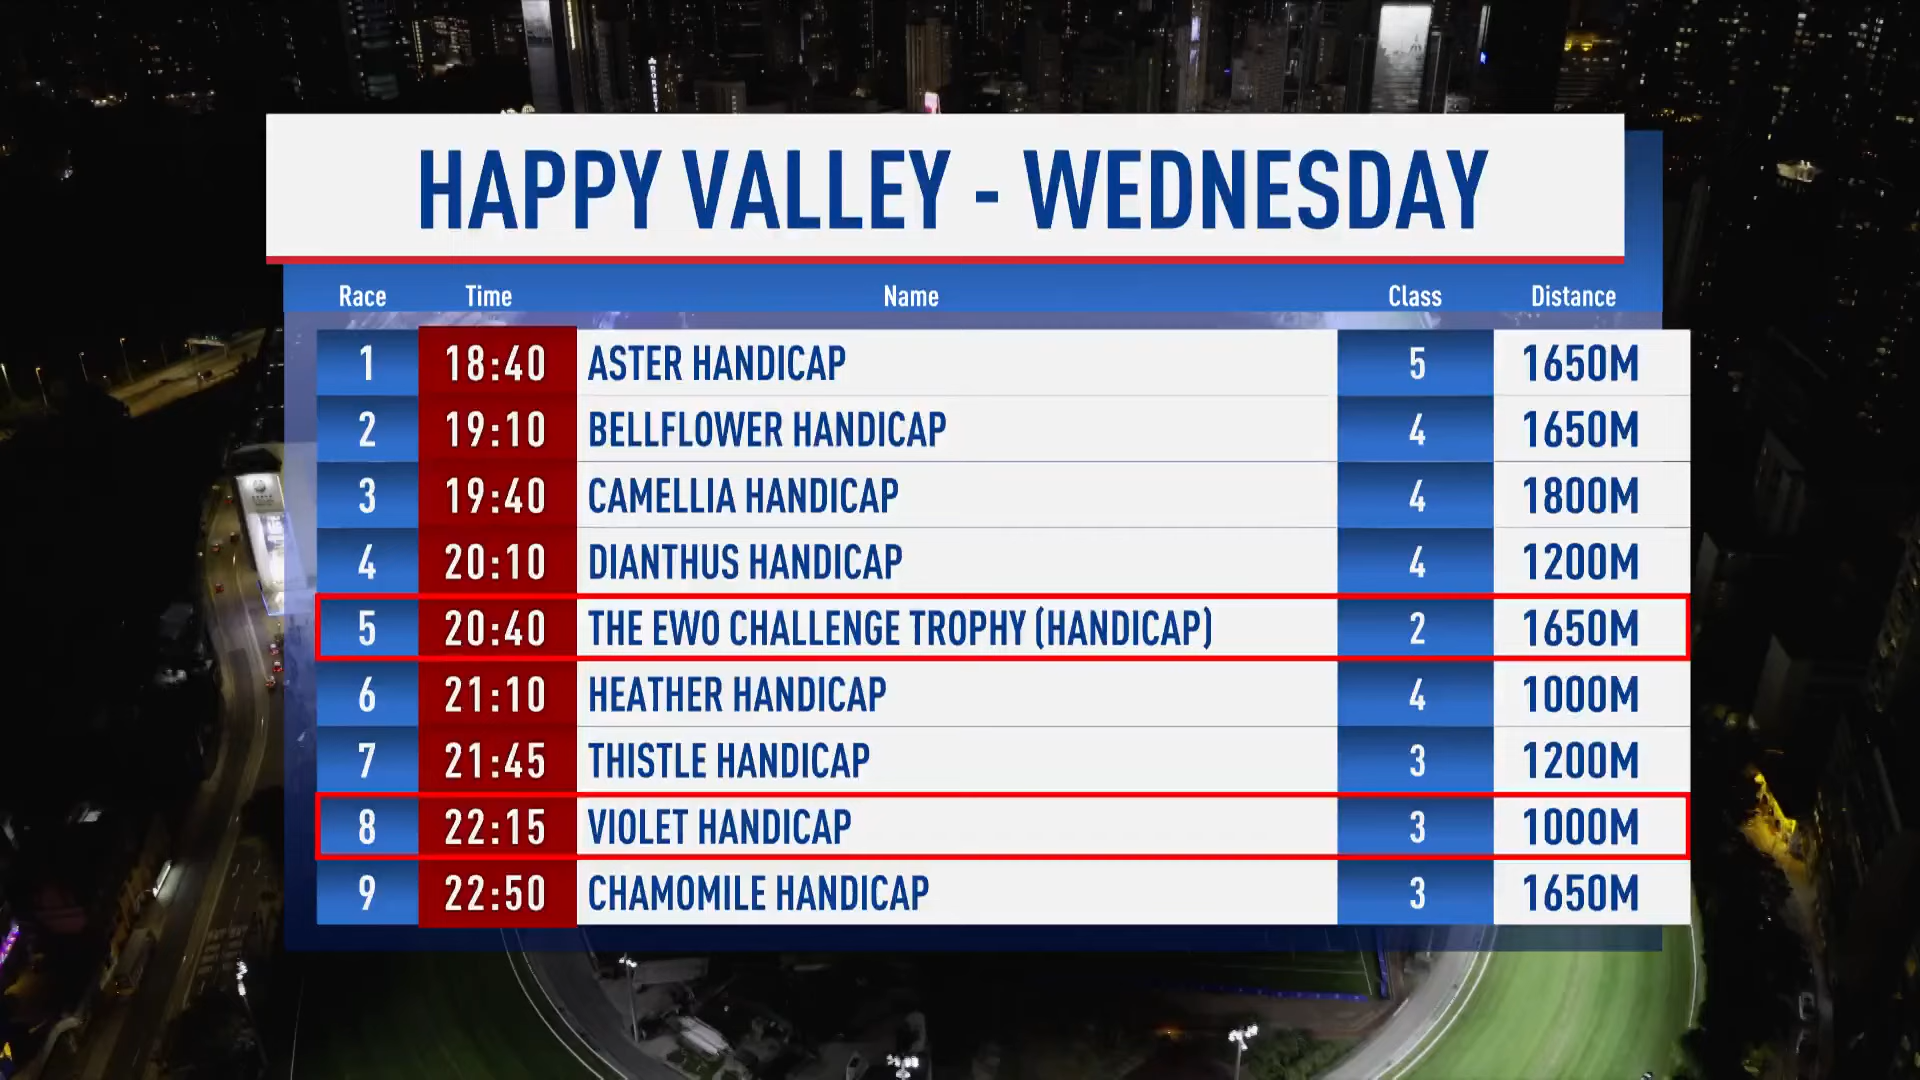 HAPPY VALLEY - WEDNESDAY
Race Time Name Class Distance
1 18:40 ASTER HANDICAP 5 1650M
2 19:10 BELLFLOWER HANDICAP 4 1650M
3 19:40 CAMELLIA HANDICAP 4 1800M
4 20:10 DIANTHUS HANDICAP 4 1200M
5 20:40 THE EWO CHALLENGE TROPHY (HANDICAP) 2 1650M
6 21:10 HEATHER HANDICAP 4 1000M
7 21:45 THISTLE HANDICAP 3 1200M
8 22:15 VIOLET HANDICAP 3 1000M
9 22:50 CHAMOMILE HANDICAP 3 1650M